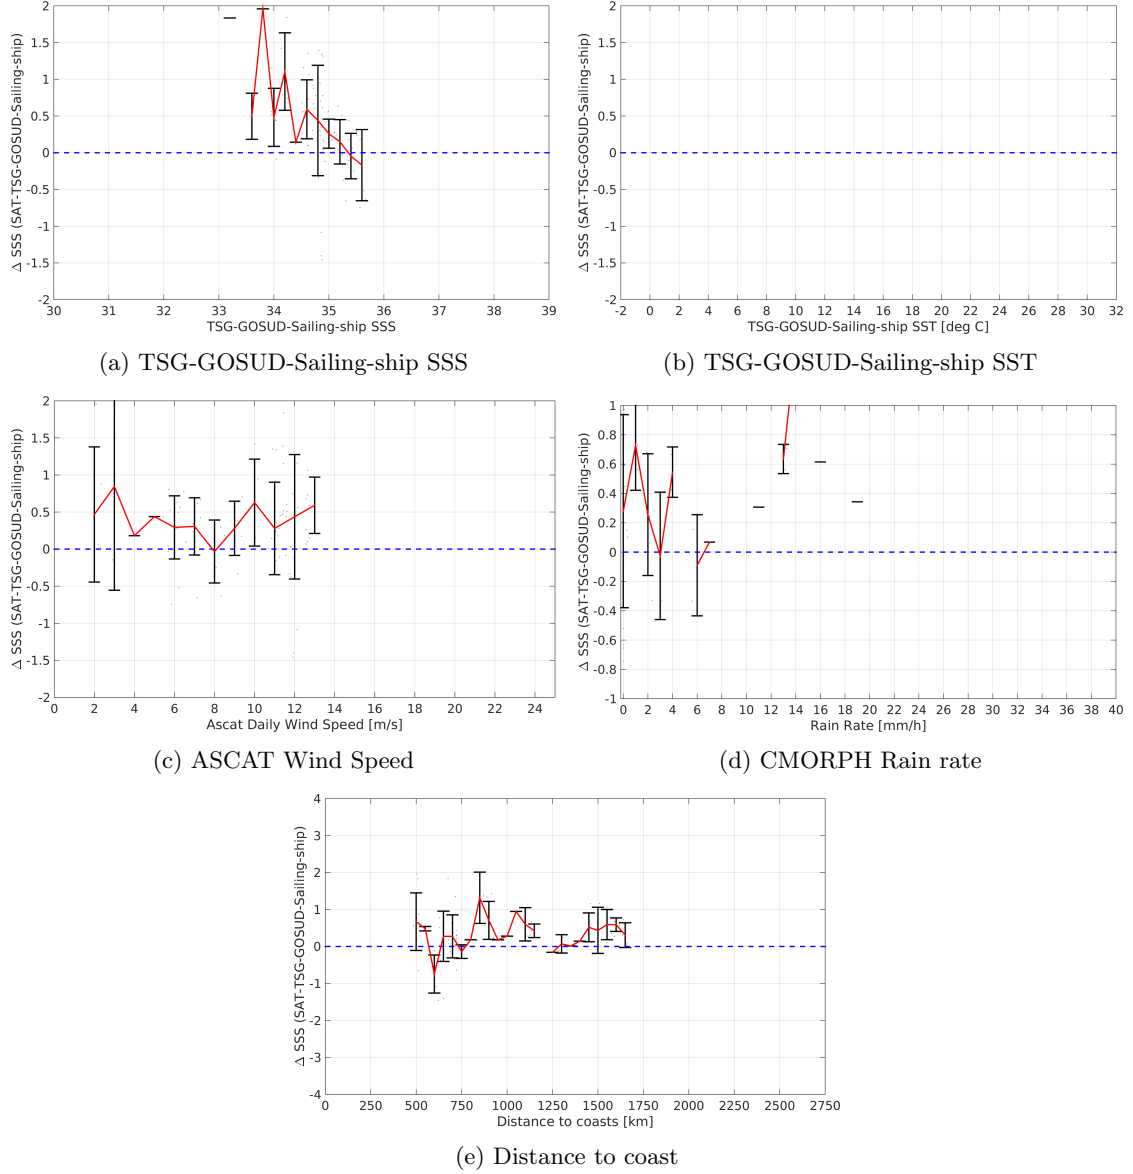 2
1.5
1
0.5
0
-0.5
-1
-1.5
-2
Δ SSS (SAT-TSG-GOSUD-Sailing-ship)
30 31 32 33 34 35 36 37 38 39
TSG-GOSUD-Sailing-ship SSS
(a) TSG-GOSUD-Sailing-ship SSS
2
1.5
1
0.5
0
-0.5
-1
-1.5
-2
Δ SSS (SAT-TSG-GOSUD-Sailing-ship)
-2 0 2 4 6 8 10 12 14 16 18 20 22 24 26 28 30 32
TSG-GOSUD-Sailing-ship SST [deg C]
(b) TSG-GOSUD-Sailing-ship SST
2
1.5
1
0.5
0
-0.5
-1
-1.5
-2
Δ SSS (SAT-TSG-GOSUD-Sailing-ship)
0 2 4 6 8 10 12 14 16 18 20 22 24
Ascat Daily Wind Speed [m/s]
(c) ASCAT Wind Speed
1
0.8
0.6
0.4
0.2
0
-0.2
-0.4
-0.6
-0.8
-1
Δ SSS (SAT-TSG-GOSUD-Sailing-ship)
0 2 4 6 8 10 12 14 16 18 20 22 24 26 28 30 32 34 36 38 40
Rain Rate [mm/h]
(d) CMORPH Rain rate
4
3
2
1
0
-1
-2
-3
-4
Δ SSS (SAT-TSG-GOSUD-Sailing-ship)
0 250 500 750 1000 1250 1500 1750 2000 2250 2500 2750
Distance to coasts [km]
(e) Distance to coast